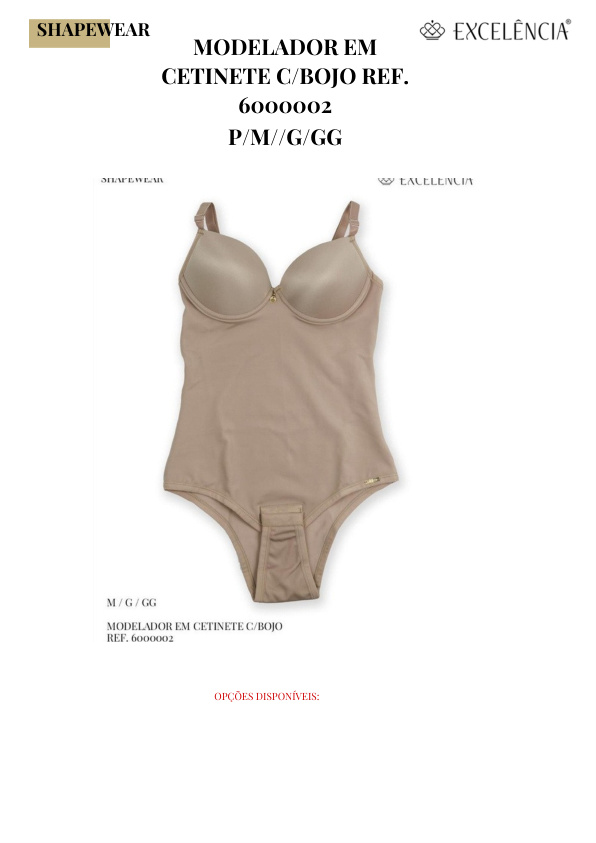 SHAPEWEAR
EXCELÊNCIA®
MODELADOR EM
CETINETE C/BOJO REF.
6000002
P/M//G/GG
SHAPEWEAR
EXCELÊNCIA
M / G / GG
MODELADOR EM CETINETE C/BOJO
REF. 6000002
OPÇÕES DISPONÍVEIS: